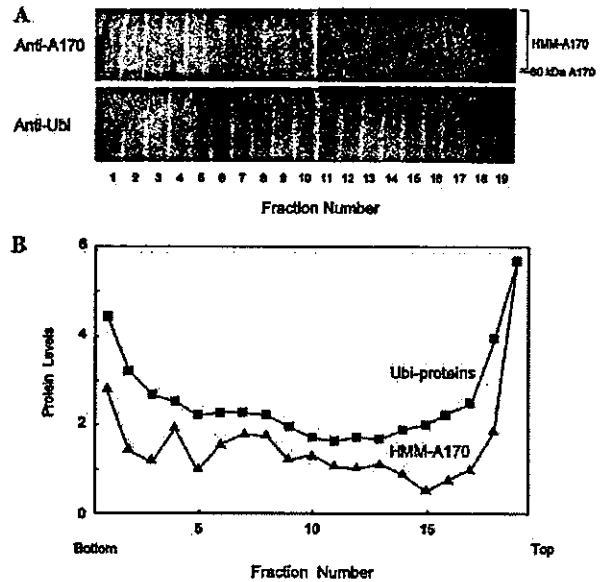 A
Anti-A170
HMM-A170
60 kDa A170
Anti-Ubi
1 2 3 4 5 6 7 8 9 10 11 12 13 14 15 16 17 18 19
Fraction Number
B
6
4
2
0
Protein Levels
Ubi-proteins
HMM-A170
5 10 15
Bottom Top
Fraction Number